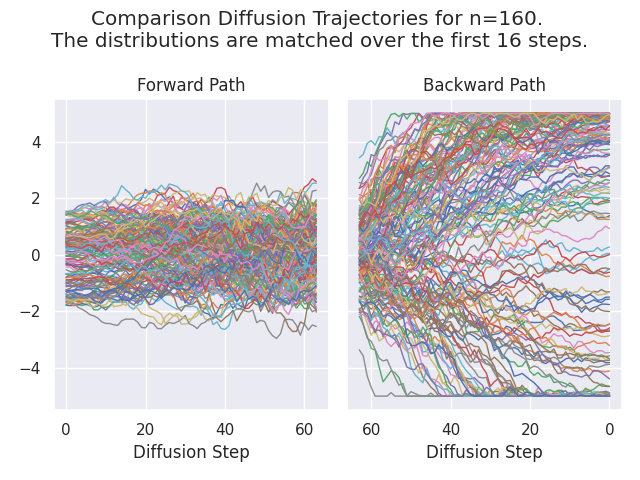 Comparison Diffusion Trajectories for n=160.
The distributions are matched over the first 16 steps.
Forward Path
Backward Path
4
2
0
−2
−4
0 20 40 60
60 40 20 0
Diffusion Step
Diffusion Step